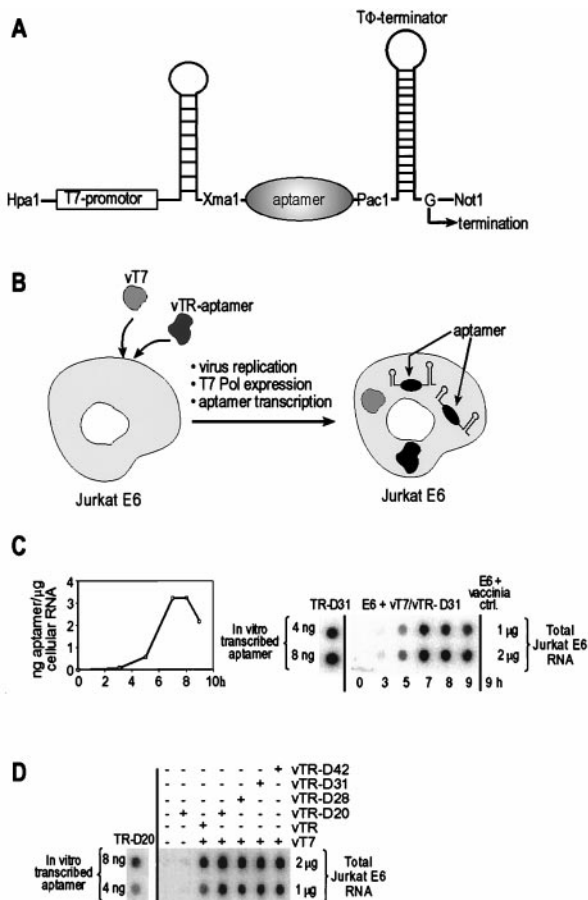 A
TΦ-terminator
Hpa1
T7-promotor
Xma1
aptamer
Pac1
G
Not1
termination
B
vT7
vTR-aptamer
• virus replication
• T7 Pol expression
• aptamer transcription
aptamer
Jurkat E6
Jurkat E6
C
ng aptamer/µg
cellular RNA
4
3
2
1
0
0 2 4 6 8 10h
In vitro
transcribed
aptamer
TR-D31
4 ng
8 ng
E6 + vT7/vTR-D31
0 3 5 7 8 9
E6 +
vaccinia
ctrl.
9 h
1 µg
2 µg
Total
Jurkat E6
RNA
D
- - - - - - + vTR-D42
- - - - - + - vTR-D31
- - - - + - - vTR-D28
- + - + - - - vTR-D20
- - + - - - - vTR
- - + + + + + vT7
TR-D20
In vitro
transcribed
aptamer
8 ng
4 ng
2 µg
1 µg
Total
Jurkat E6
RNA